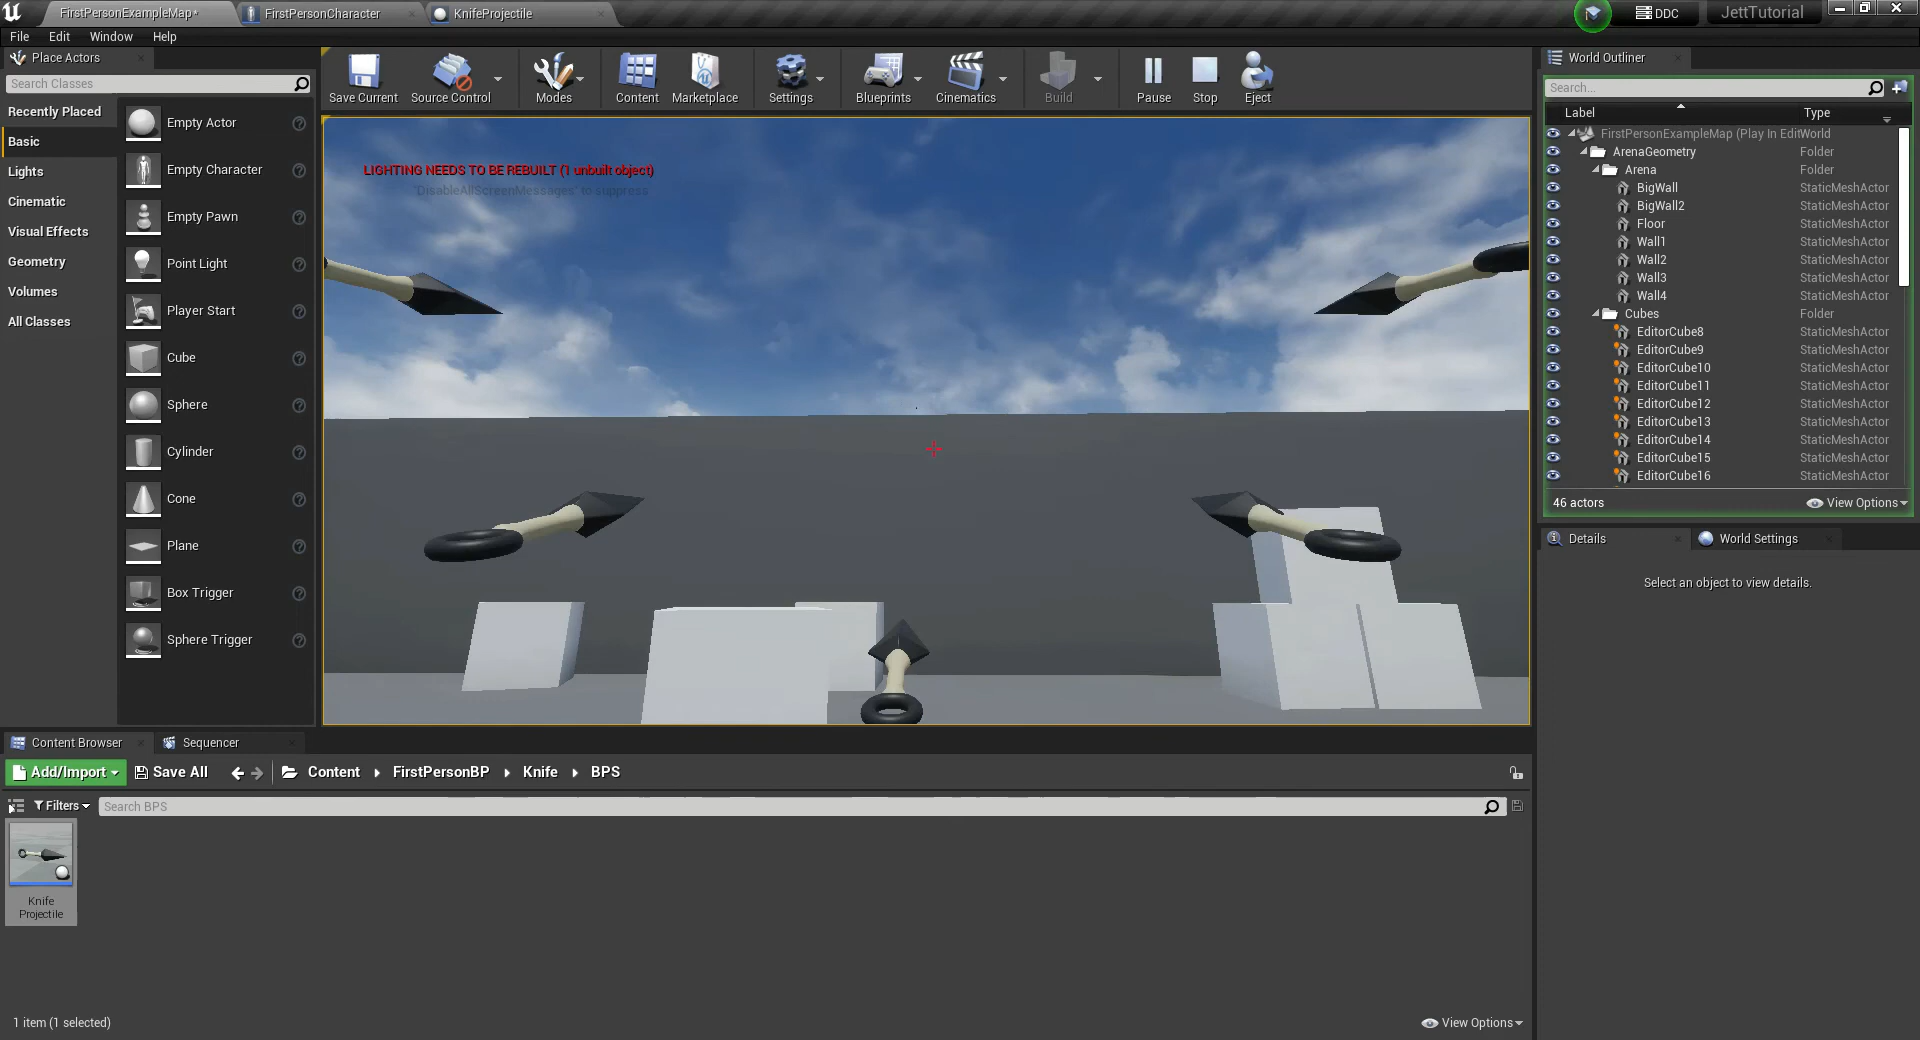 FirstPersonExampleMap*
FirstPersonCharacter
KnifeProjectile
DDC
JettTutorial
File Edit Window Help
Place Actors
Search Classes
Recently Placed
Basic
Lights
Cinematic
Visual Effects
Geometry
Volumes
All Classes
Empty Actor
Empty Character
Empty Pawn
Point Light
Player Start
Cube
Sphere
Cylinder
Cone
Plane
Box Trigger
Sphere Trigger
Save Current
Source Control
Modes
Content
Marketplace
Settings
Blueprints
Cinematics
Build
Pause
Stop
Eject
LIGHTING NEEDS TO BE REBUILT (1 unbuilt object)
'DisableAllScreenMessages' to suppress
World Outliner
Search...
Label Type
FirstPersonExampleMap (Play In Edit World
ArenaGeometry Folder
Arena Folder
BigWall StaticMeshActor
BigWall2 StaticMeshActor
Floor StaticMeshActor
Wall1 StaticMeshActor
Wall2 StaticMeshActor
Wall3 StaticMeshActor
Wall4 StaticMeshActor
Cubes Folder
EditorCube8 StaticMeshActor
EditorCube9 StaticMeshActor
EditorCube10 StaticMeshActor
EditorCube11 StaticMeshActor
EditorCube12 StaticMeshActor
EditorCube13 StaticMeshActor
EditorCube14 StaticMeshActor
EditorCube15 StaticMeshActor
EditorCube16 StaticMeshActor
46 actors
View Options
Details
World Settings
Select an object to view details.
Content Browser
Sequencer
Add/Import
Save All
Content
FirstPersonBP
Knife
BPS
Filters
Search BPS
Knife
Projectile
1 item (1 selected)
View Options